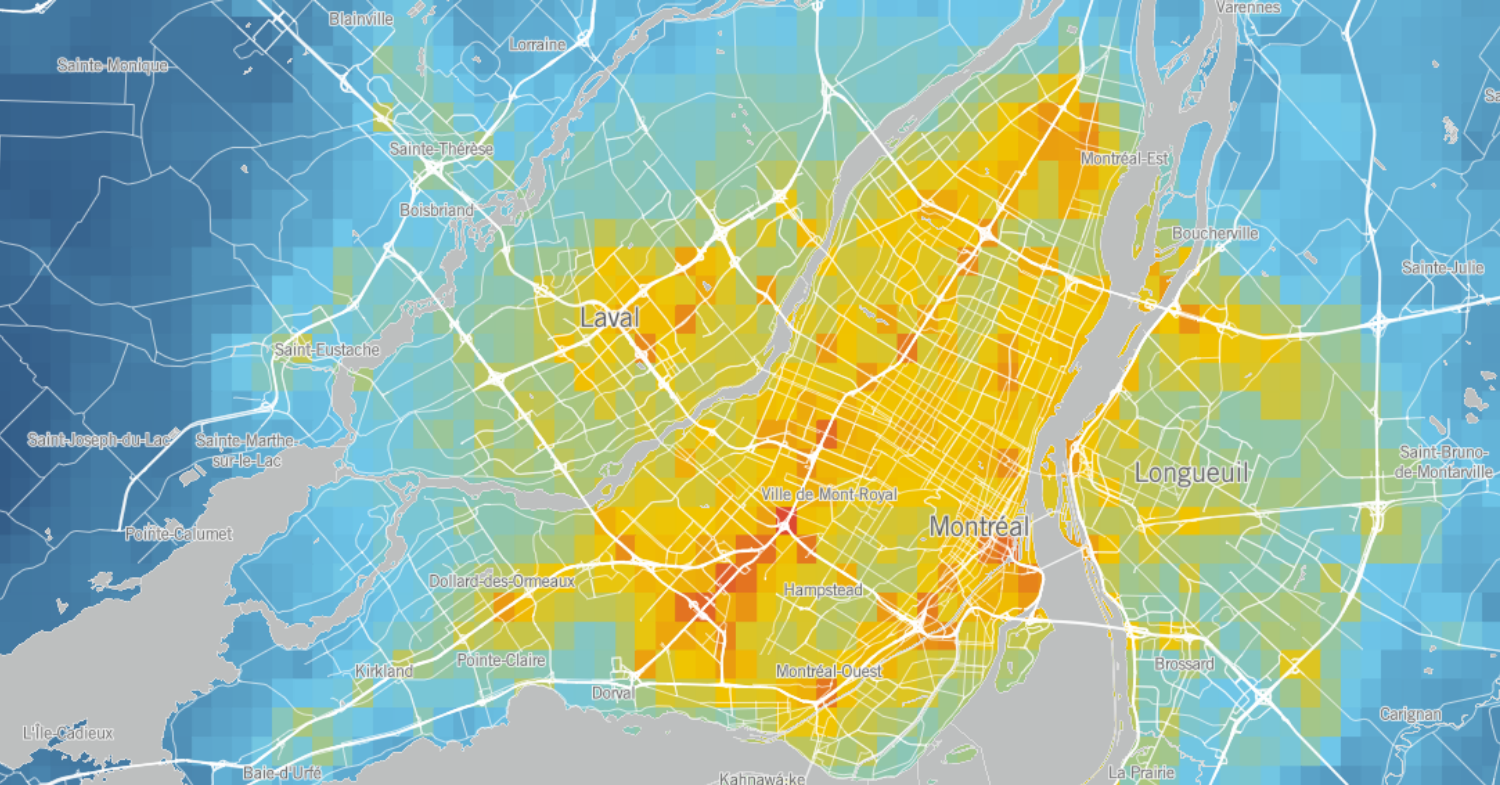 Blainville
Varennes
Lorraine
Sainte-Monique
Sa
Sainte-Thérèse
Montréal-Est
Boisbriand
Boucherville
Sainte-Julie
Laval
Saint-Eustache
Saint-Joseph-du-Lac
Sainte-Marthe-
sur-le-Lac
Saint-Bruno-
de-Montarville
Longueuil
Ville de Mont-Royal
Montréal
Pointe-Calumet
Dollard-des-Ormeaux
Hampstead
Kirkland
Pointe-Claire
Montréal-Ouest
Brossard
Dorval
Carignan
L'Île-Cadieux
Baie-d'Urfé
Kahnawá:ke
La Prairie